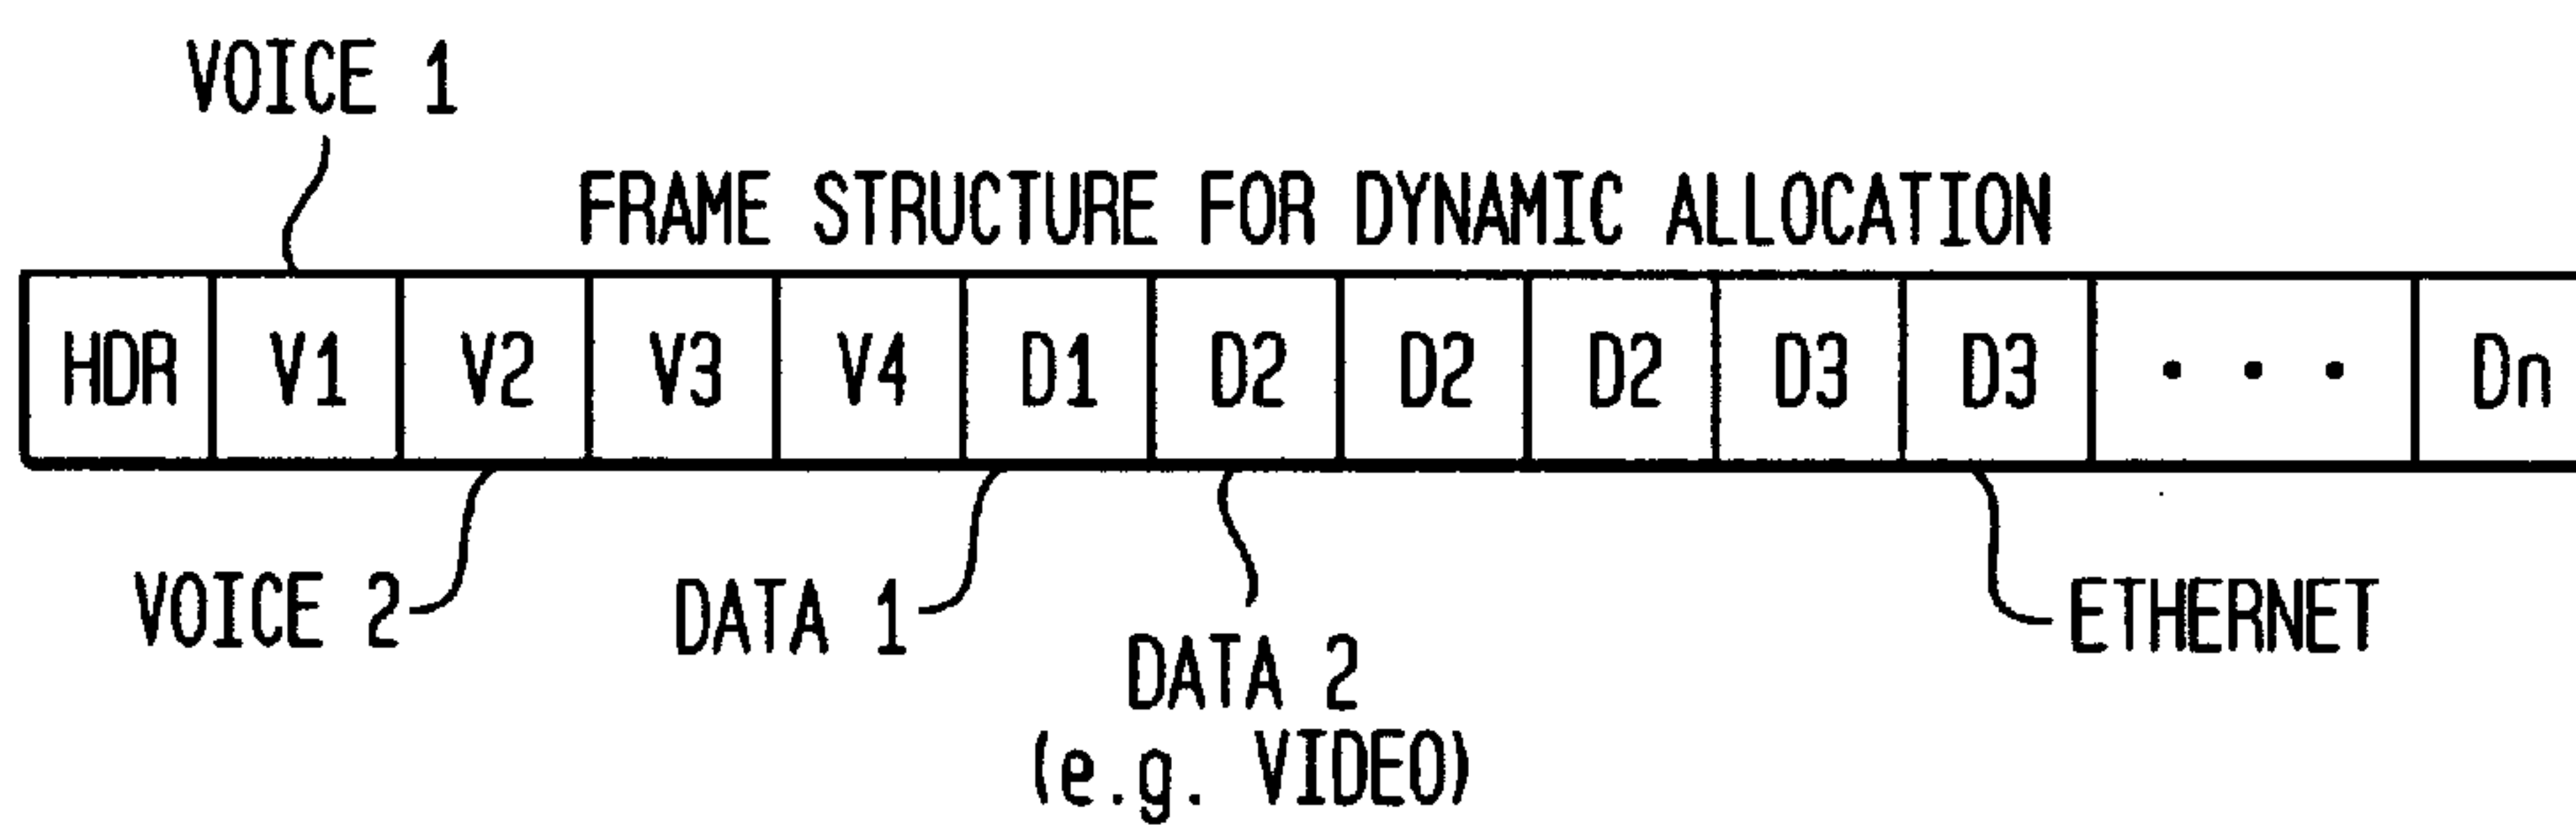 VOICE 1
FRAME STRUCTURE FOR DYNAMIC ALLOCATION
HDR V1 V2 V3 V4 D1 D2 D2 D2 D3 D3 • • • Dn
VOICE 2 DATA 1 ETHERNET
DATA 2
(e.g. VIDEO)